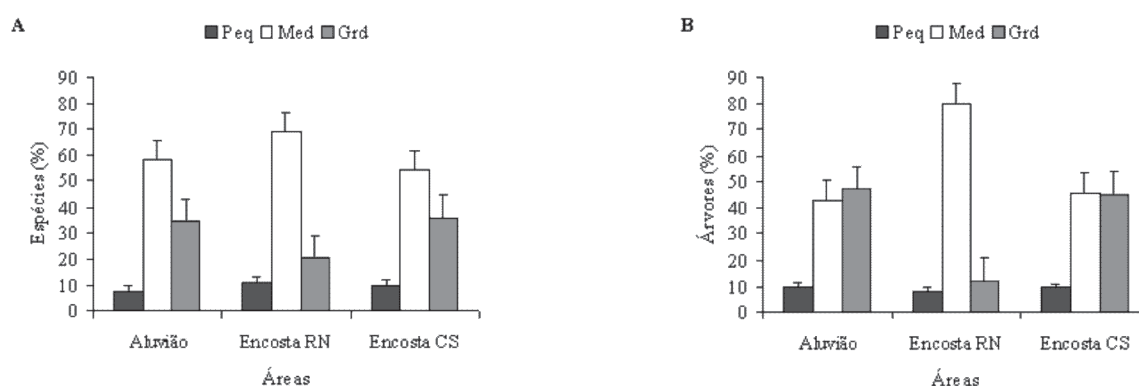 A
Peq Med Grd
Espécies (%)
90
80
70
60
50
40
30
20
10
0
Aluvião Encosta RN Encosta CS
Áreas
B
Peq Med Grd
Árvores (%)
90
80
70
60
50
40
30
20
10
0
Aluvião Encosta RN Encosta CS
Áreas